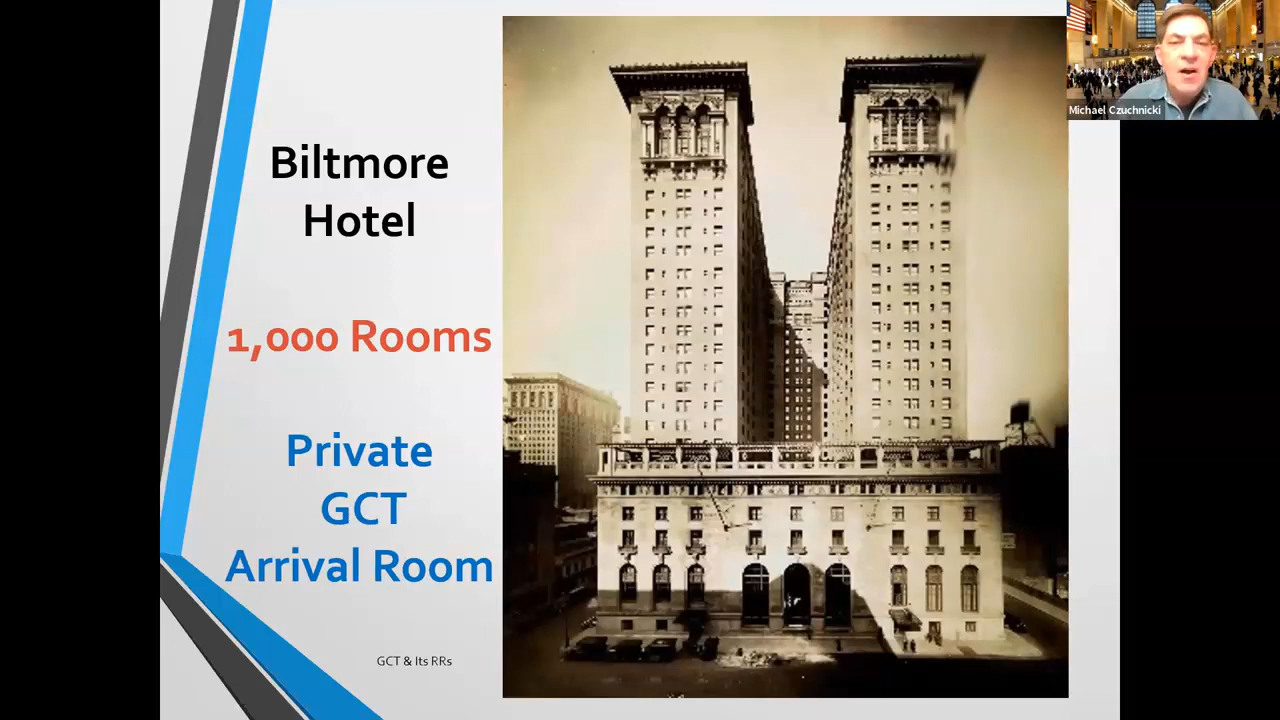 Biltmore
Hotel
1,000 Rooms
Private
GCT
Arrival Room
GCT & Its RRs
Michael Czuchnicki